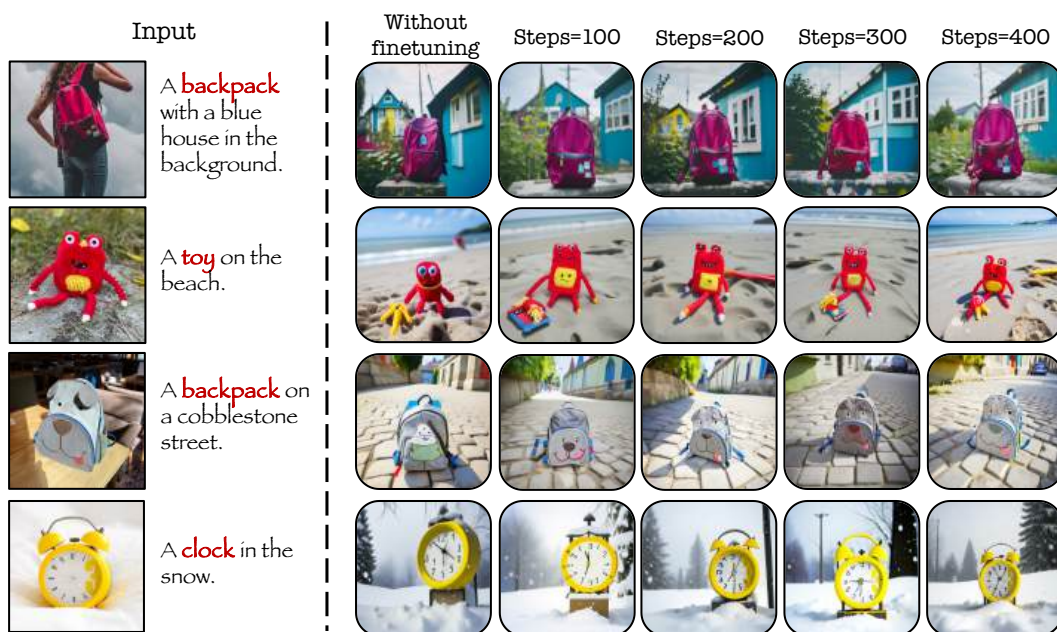 Input
Without
finetuning
Steps=100
Steps=200
Steps=300
Steps=400
A backpack
with a blue
house in the
background.
A toy on the
beach.
A backpack on
a cobblestone
street.
A clock in the
snow.